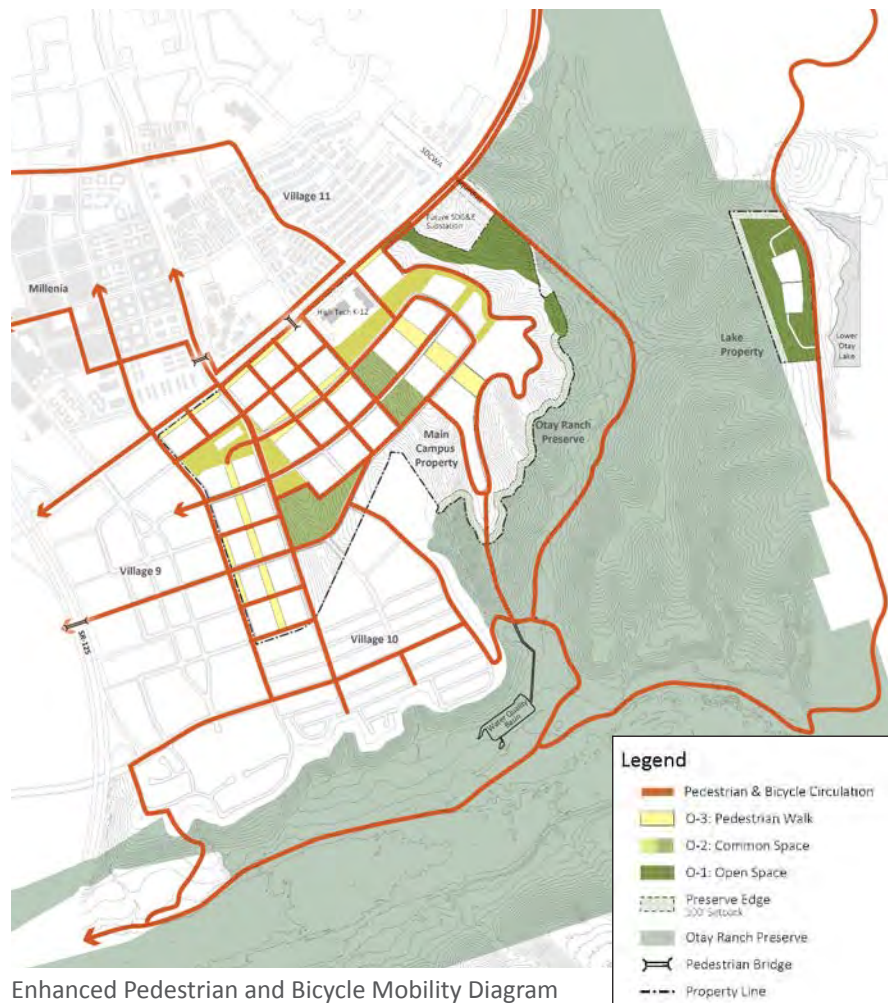 SDCWA
Village 11
Future SDG&E
Substation
Millenia
High Tech K-12
Lake
Property
Lower
Otay
Lake
Main
Campus
Property
Otay Ranch
Preserve
Village 9
SR-125
Village 10
Water Quality
Basin
Legend
Pedestrian & Bicycle Circulation
O-3: Pedestrian Walk
O-2: Common Space
O-1: Open Space
Preserve Edge
100' Setback
Otay Ranch Preserve
Pedestrian Bridge
Property Line
Enhanced Pedestrian and Bicycle Mobility Diagram